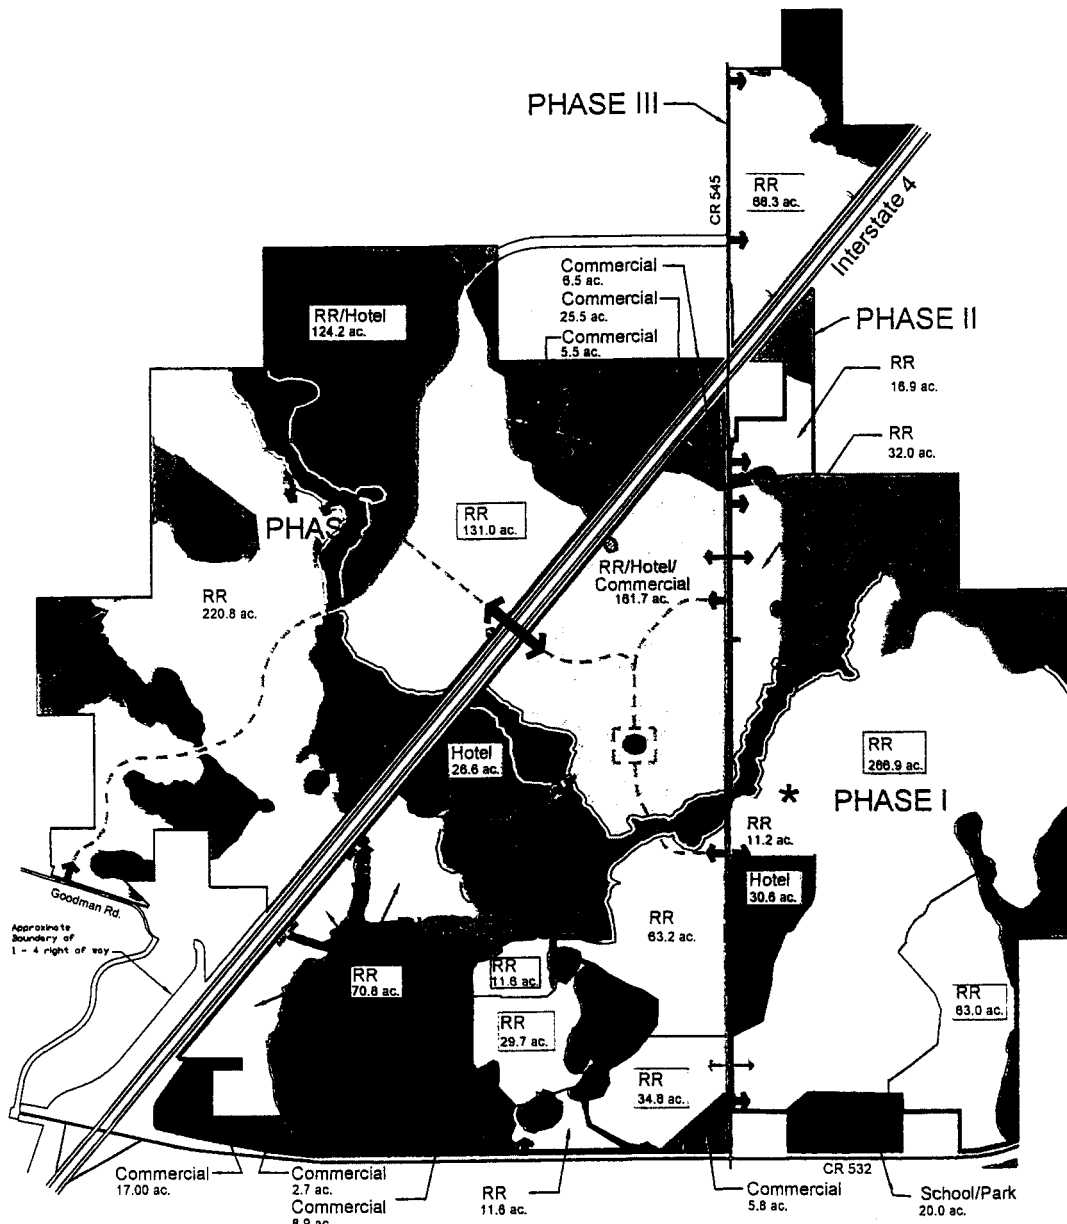 PHASE III
CR 545
RR
68.3 ac.
Interstate 4
Commercial
6.5 ac.
Commercial
25.5 ac.
Commercial
5.5 ac.
RR/Hotel
124.2 ac.
PHASE II
RR
16.9 ac.
RR
32.0 ac.
RR
131.0 ac.
PHAS
RR/Hotel/
Commercial
161.7 ac.
RR
220.8 ac.
Hotel
26.6 ac.
RR
266.9 ac.
*
PHASE I
RR
11.2 ac.
Hotel
30.6 ac.
Goodman Rd.
RR
63.2 ac.
Approximate
Boundary of
I - 4 right of way
RR
11.6 ac.
RR
70.8 ac.
RR
63.0 ac.
RR
29.7 ac.
RR
34.8 ac.
CR 532
Commercial
17.00 ac.
Commercial
2.7 ac.
Commercial
8.9 ac.
RR
11.6 ac.
Commercial
5.8 ac.
School/Park
20.0 ac.